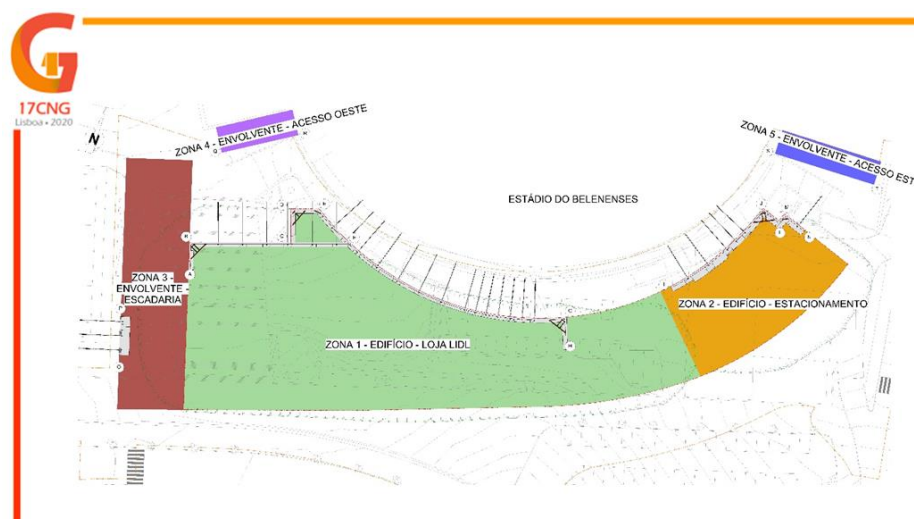 17CNG
Lisboa • 2020
N
ZONA 4 - ENVOLVENTE - ACESSO OESTE
ZONA 5 - ENVOLVENTE - ACESSO EST
ESTÁDIO DO BELENENSES
ZONA 3 -
ENVOLVENTE -
ESCADARIA
ZONA 2 - EDIFÍCIO - ESTACIONAMENTO
ZONA 1 - EDIFÍCIO - LOJA LIDL